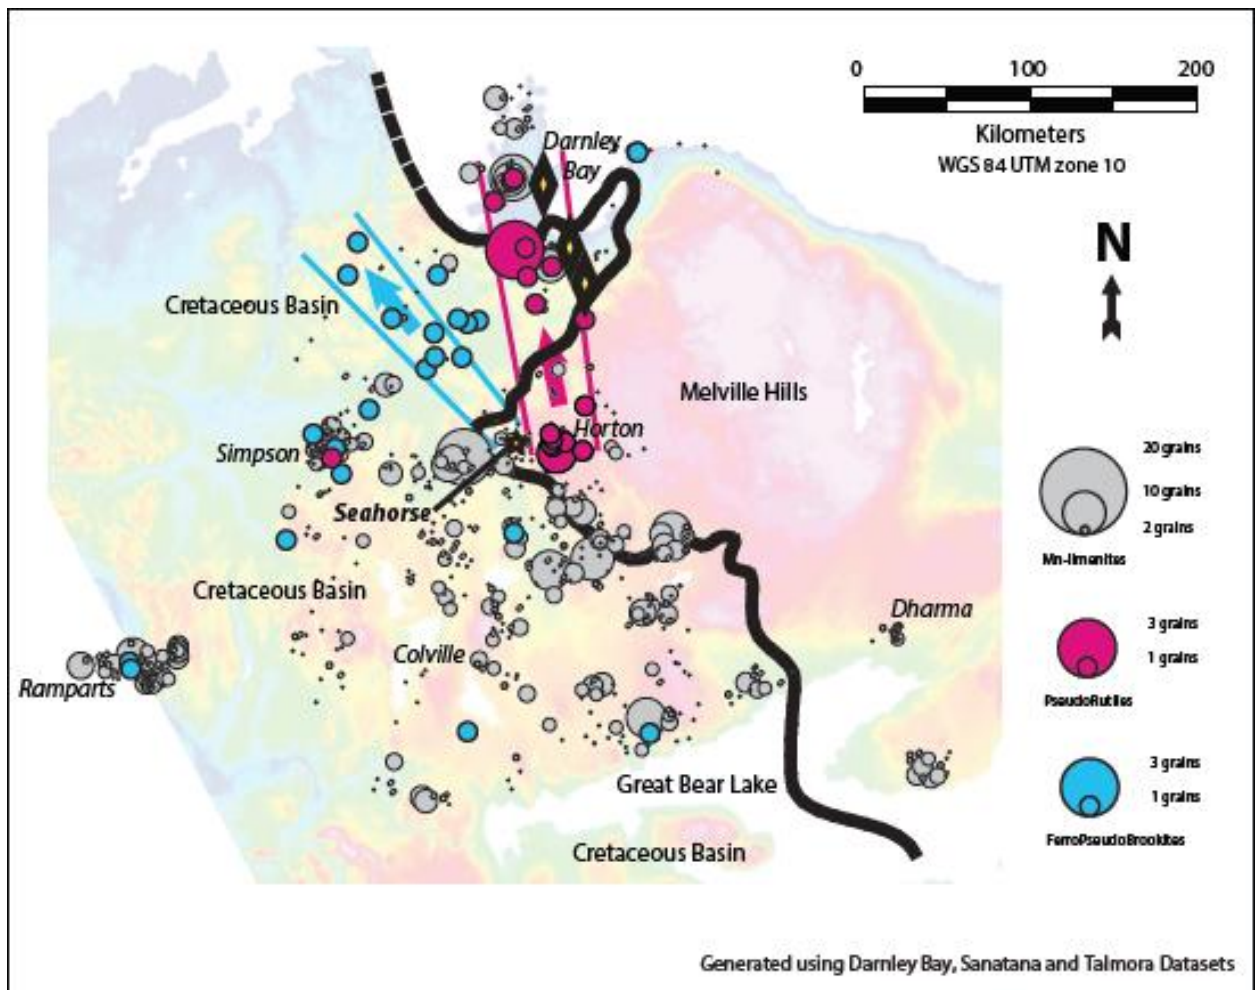 0 100 200
Kilometers
WGS 84 UTM zone 10
Darnley
Bay
N
Cretaceous Basin
Melville Hills
Simpson
Horton
Seahorse
20 grains
10 grains
2 grains
Mn-Ilmenites
Cretaceous Basin
Dharma
Colville
Ramparts
3 grains
1 grains
PseudoRutiles
Great Bear Lake
3 grains
1 grains
FerroPseudoBrookites
Cretaceous Basin
Generated using Darnley Bay, Sanatana and Talmora Datasets